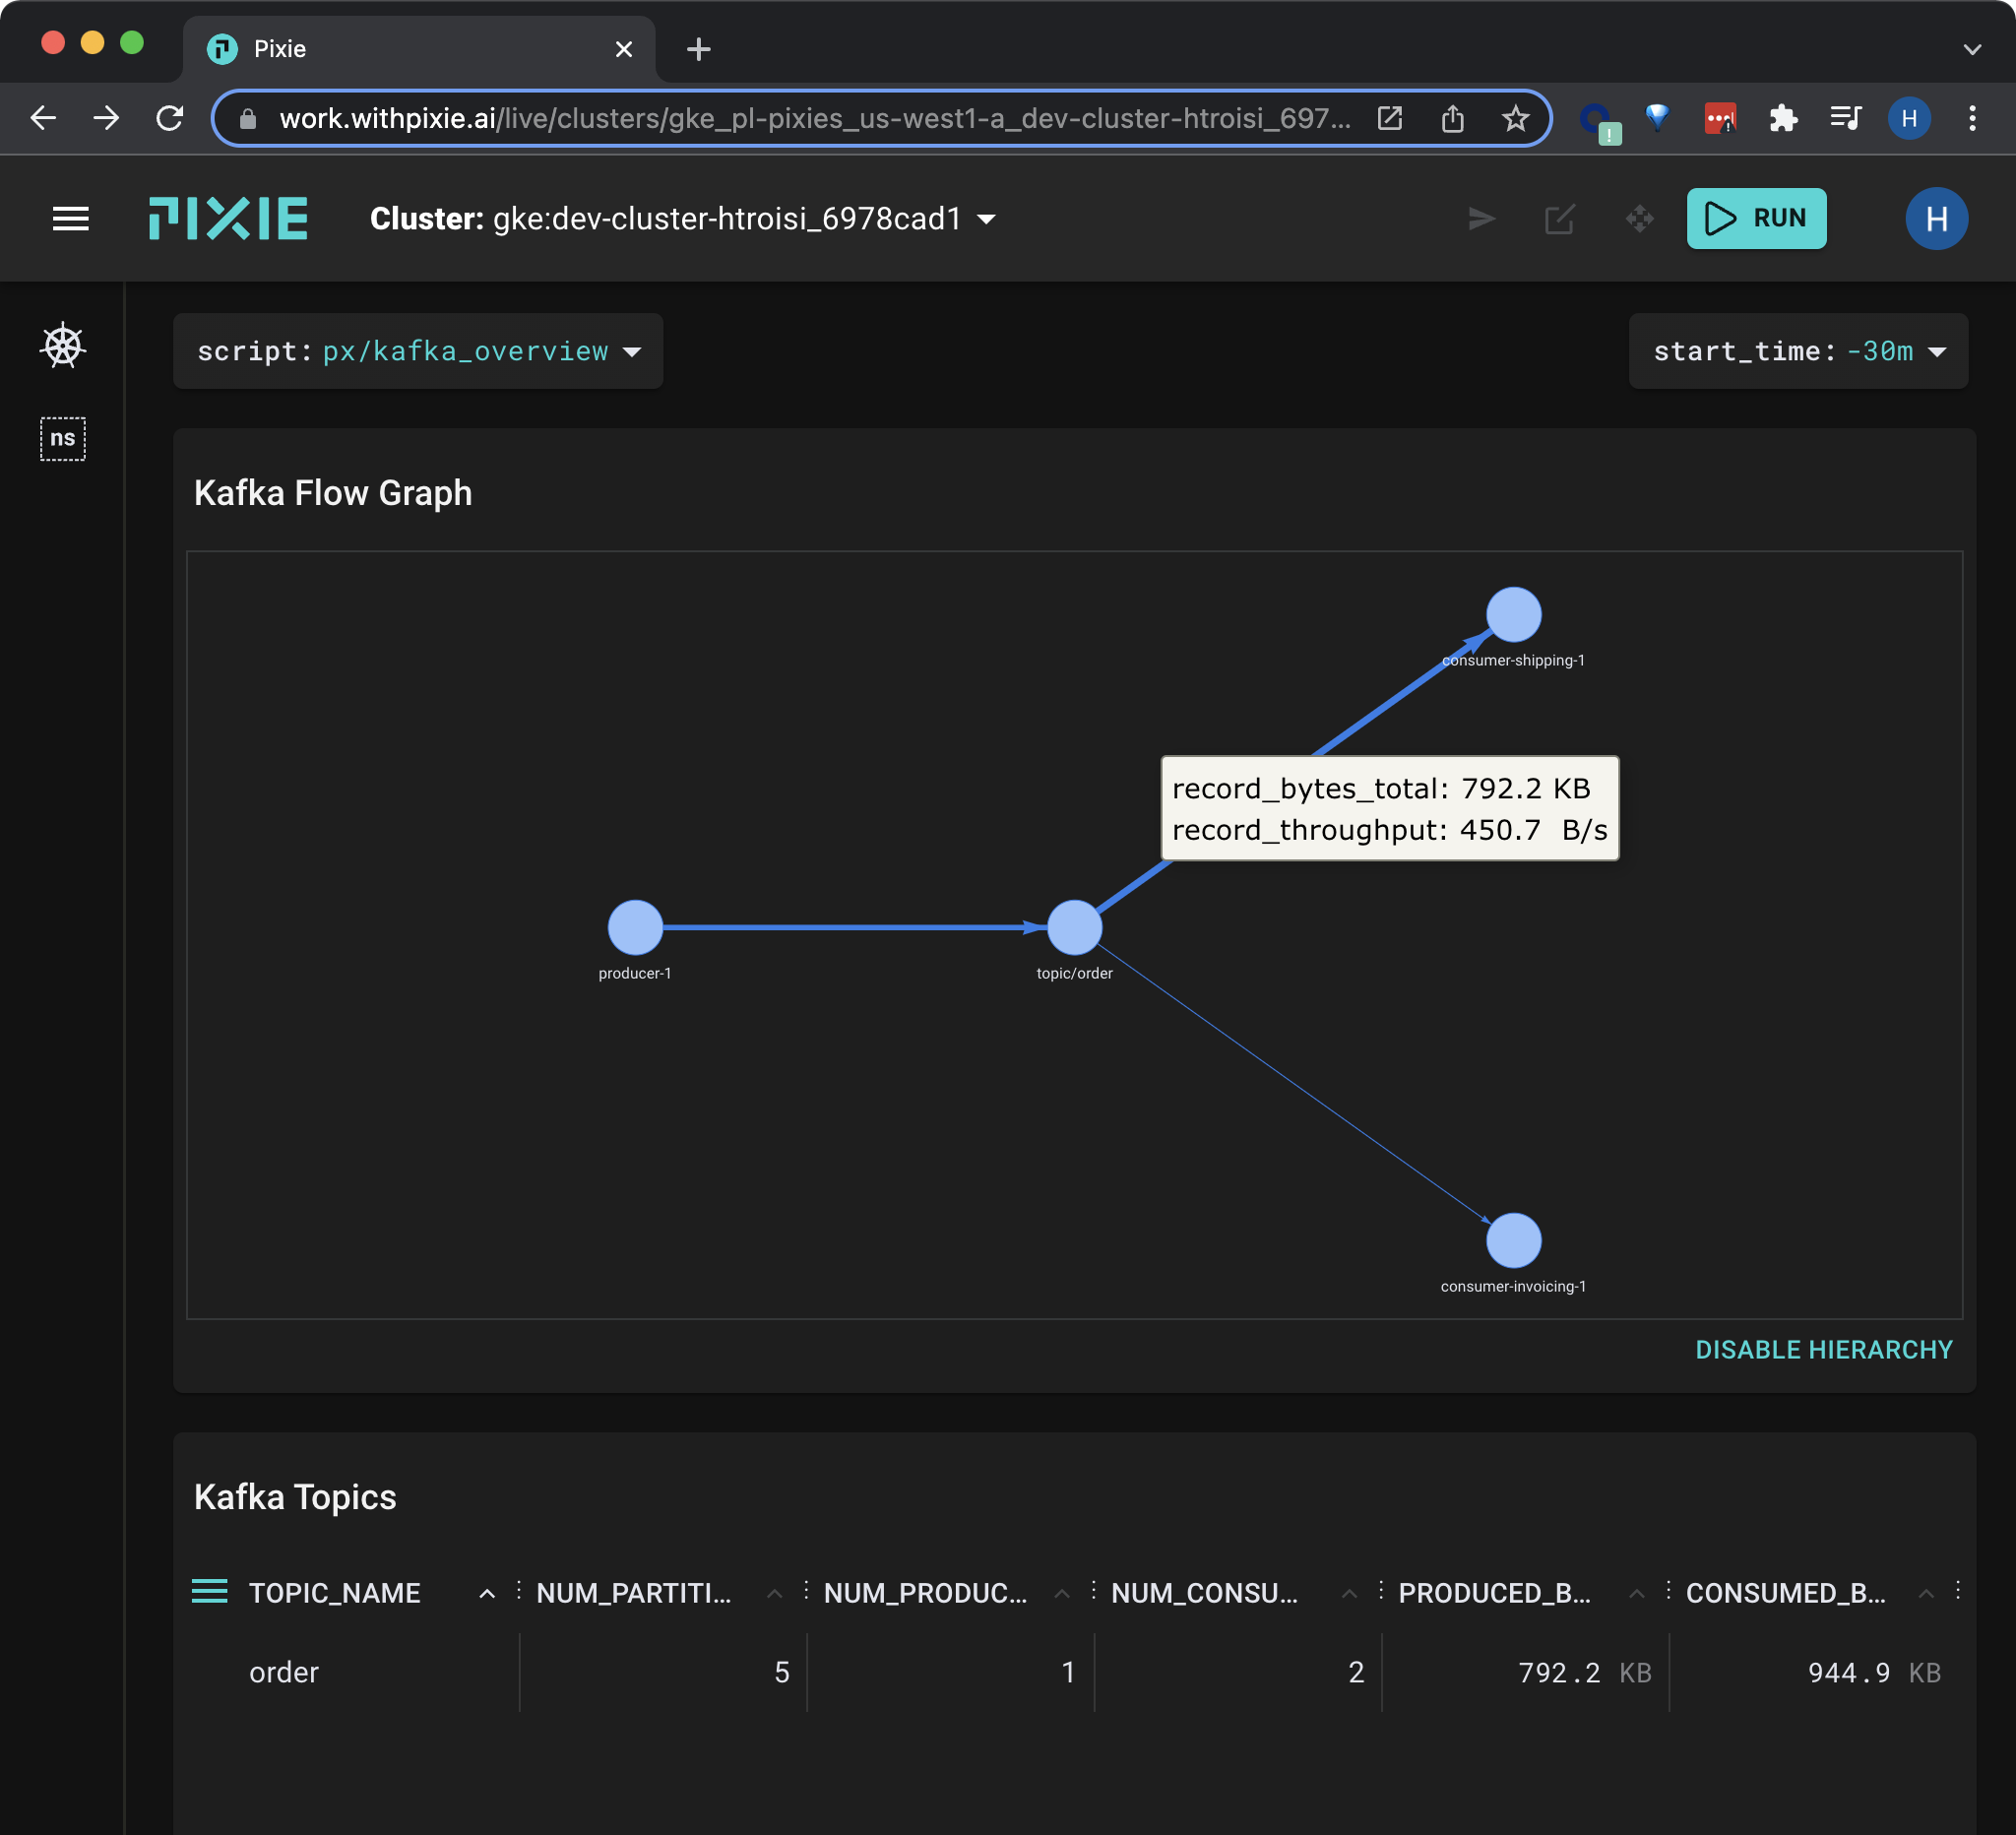 Pixie
work.withpixie.ai/live/clusters/gke_pl-pixies_us-west1-a_dev-cluster-htroisi_697...
H
PIXIE
Cluster: gke:dev-cluster-htroisi_6978cad1
RUN
H
script: px/kafka_overview
start_time: -30m
ns
Kafka Flow Graph
consumer-shipping-1
record_bytes_total: 792.2 KB
record_throughput: 450.7 B/s
producer-1
topic/order
consumer-invoicing-1
DISABLE HIERARCHY
Kafka Topics
TOPIC_NAME NUM_PARTITI... NUM_PRODUC... NUM_CONSU... PRODUCED_B... CONSUMED_B...
order 5 1 2 792.2 KB 944.9 KB